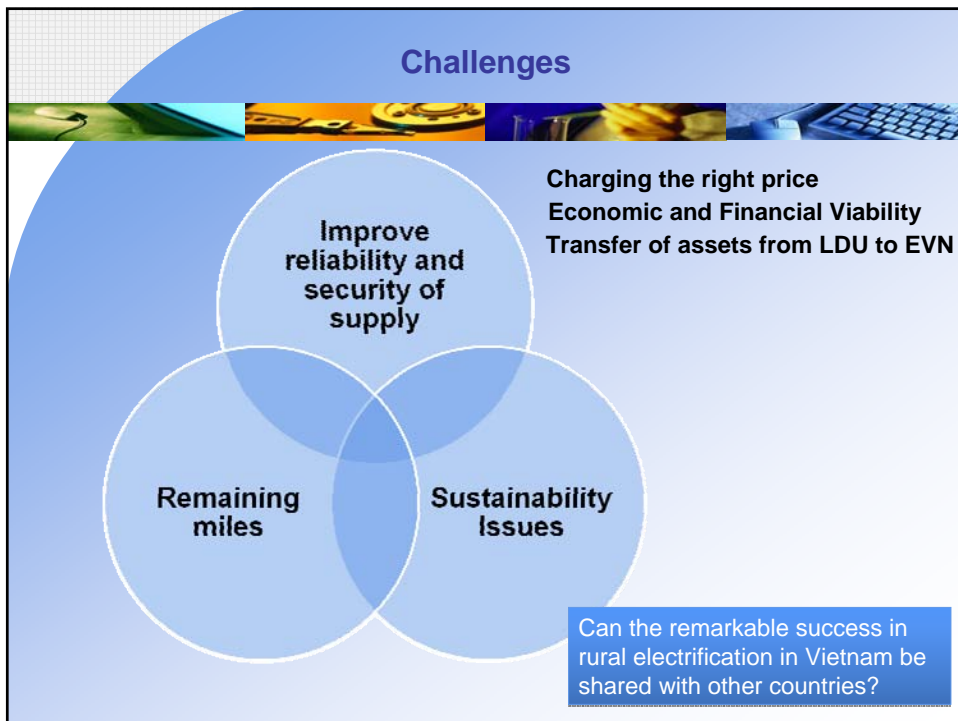 Challenges
Charging the right price
Economic and Financial Viability
Transfer of assets from LDU to EVN
Improve
reliability and
security of
supply
Remaining
miles
Sustainability
Issues
Can the remarkable success in
rural electrification in Vietnam be
shared with other countries?